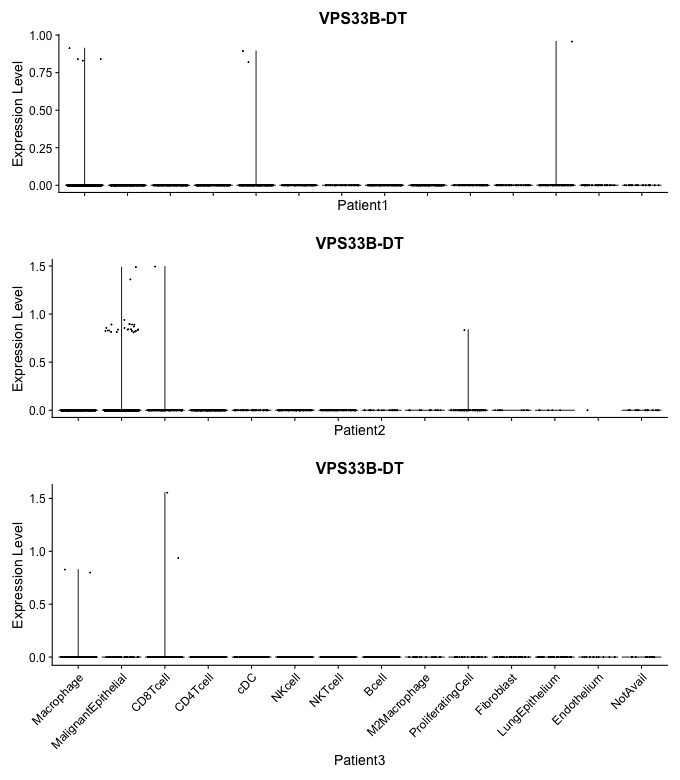 VPS33B-DT
Expression Level
1.00
0.75
0.50
0.25
0.00
Patient1
VPS33B-DT
Expression Level
1.5
1.0
0.5
0.0
Patient2
VPS33B-DT
Expression Level
1.5
1.0
0.5
0.0
Macrophage
MalignantEpithelial
CD8Tcell
CD4Tcell
cDC
NKcell
NKTcell
Bcell
M2Macrophage
ProliferatingCell
Fibroblast
LungEpithelium
Endothelium
NotAvail
Patient3